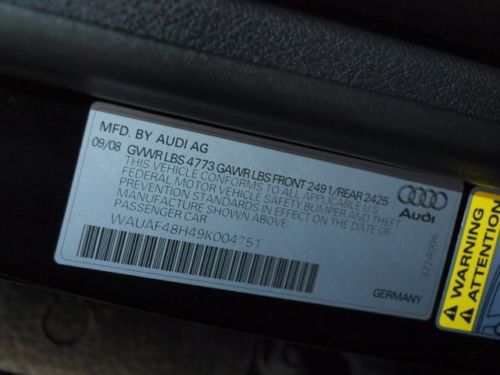 MFD. BY AUDI AG
09/08 GVWR LBS 4773 GAWR LBS FRONT 2491/REAR 2425
THIS VEHICLE CONFORMS TO ALL APPLICABLE U.S.
FEDERAL MOTOR VEHICLE SAFETY BUMPER AND THEFT
PREVENTION STANDARDS IN EFFECT ON THE DATE OF
MANUFACTURE SHOWN ABOVE
PASSENGER CAR
WAUAF48H49K004751
Audi
GERMANY
WARNING
ATTENTION